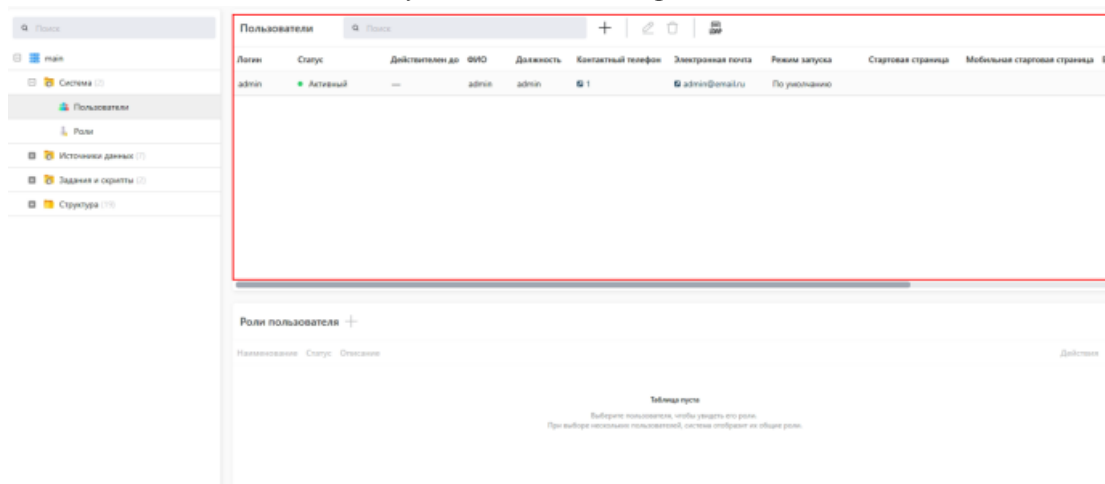 Поиск
main
Система (2)
Пользователи
Роли
Источники данных (7)
Задания и скрипты (2)
Структура (19)
Пользователи
Поиск
Логин Статус Действителен до ФИО Должность Контактный телефон Электронная почта Режим запуска Стартовая страница Мобильная стартовая страница
admin Активный — admin admin 1 admin@email.ru По умолчанию
Роли пользователя
Наименование Статус Описание Действия
Таблица пуста
Выберите пользователя, чтобы увидеть его роли.
При выборе нескольких пользователей, система отобразит их общие роли.